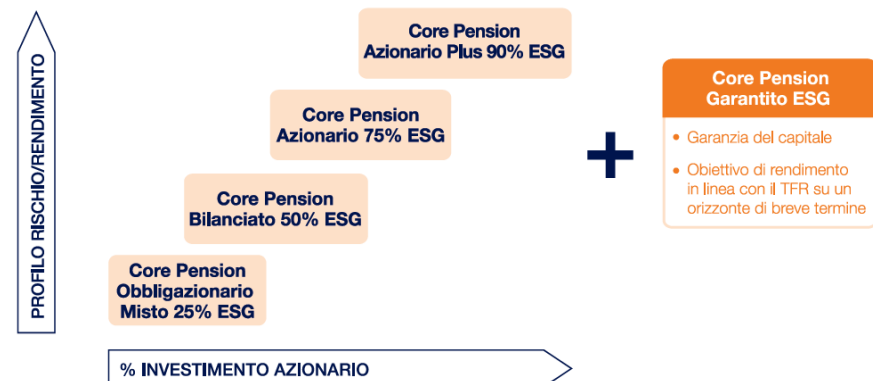 PROFILO RISCHIO/RENDIMENTO
Core Pension
Azionario Plus 90% ESG
Core Pension
Azionario 75% ESG
Core Pension
Bilanciato 50% ESG
Core Pension
Obbligazionario
Misto 25% ESG
% INVESTIMENTO AZIONARIO
+
Core Pension
Garantito ESG
• Garanzia del capitale
• Obiettivo di rendimento
in linea con il TFR su un
orizzonte di breve termine